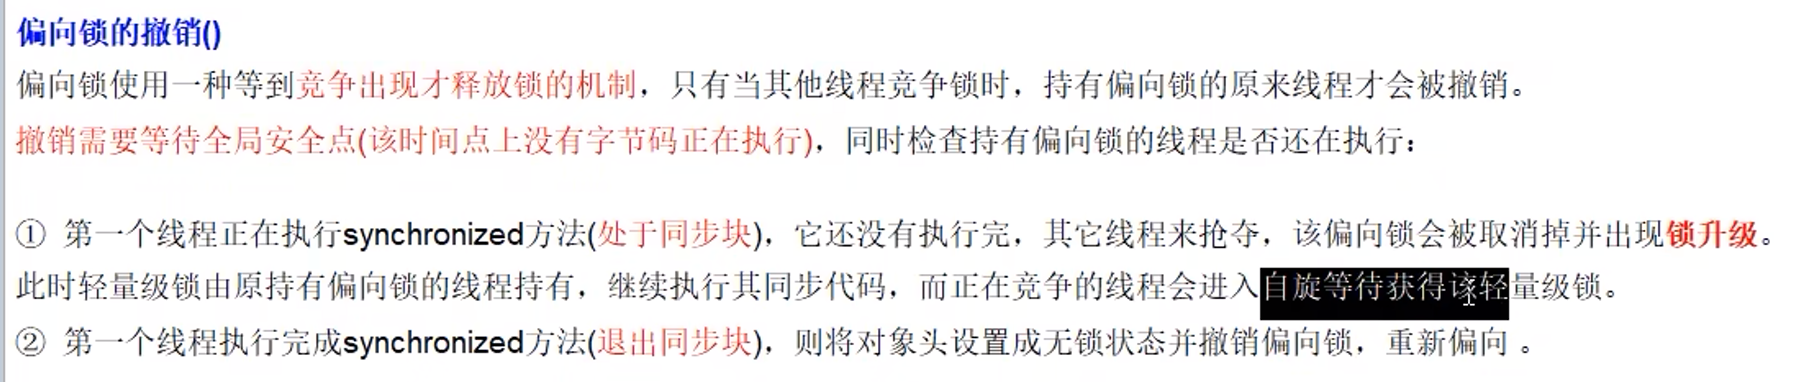 偏向锁的撤销()
偏向锁使用一种等到竞争出现才释放锁的机制，只有当其他线程竞争锁时，持有偏向锁的原来线程才会被撤销。
撤销需要等待全局安全点(该时间点上没有字节码正在执行)，同时检查持有偏向锁的线程是否还在执行：
① 第一个线程正在执行synchronized方法(处于同步块)，它还没有执行完，其它线程来抢夺，该偏向锁会被取消掉并出现锁升级。
此时轻量级锁由原持有偏向锁的线程持有，继续执行其同步代码，而正在竞争的线程会进入自旋等待获得该轻量级锁。
② 第一个线程执行完成synchronized方法(退出同步块)，则将对象头设置成无锁状态并撤销偏向锁，重新偏向 。